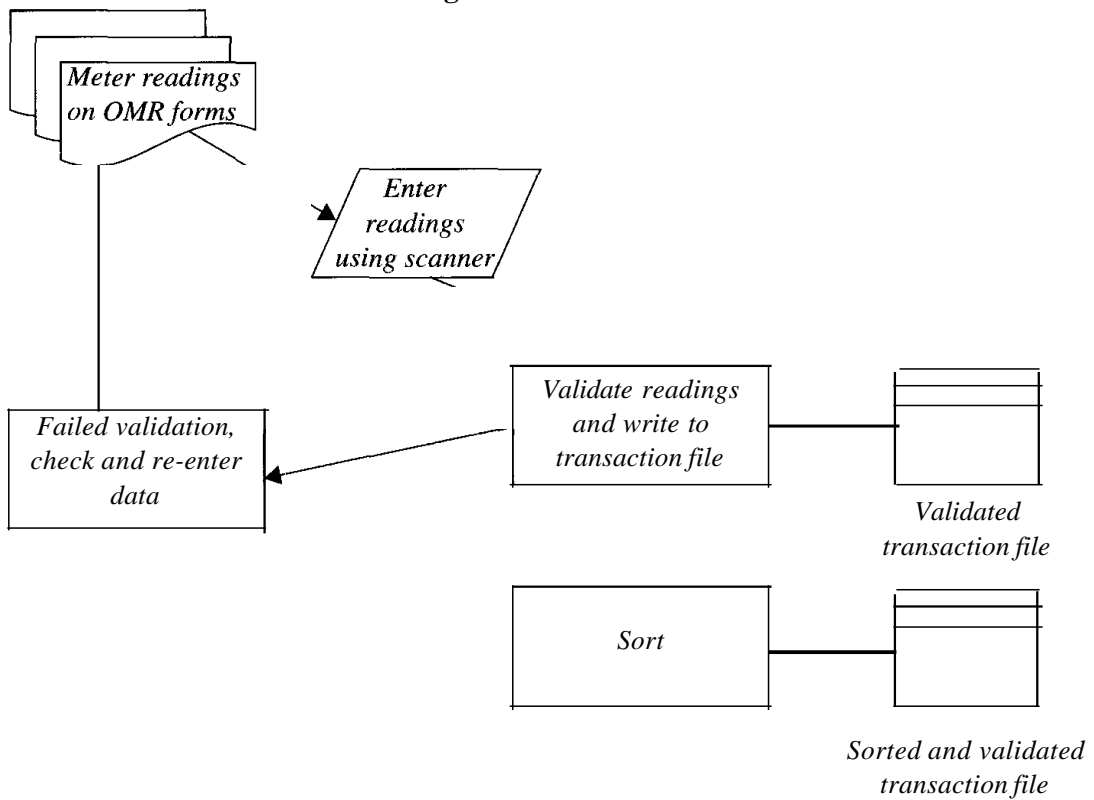 Meter readings
on OMR forms
Enter
readings
using scanner
Validate readings
and write to
transaction file
Failed validation,
check and re-enter
data
Validated
transaction file
Sort
Sorted and validated
transaction file